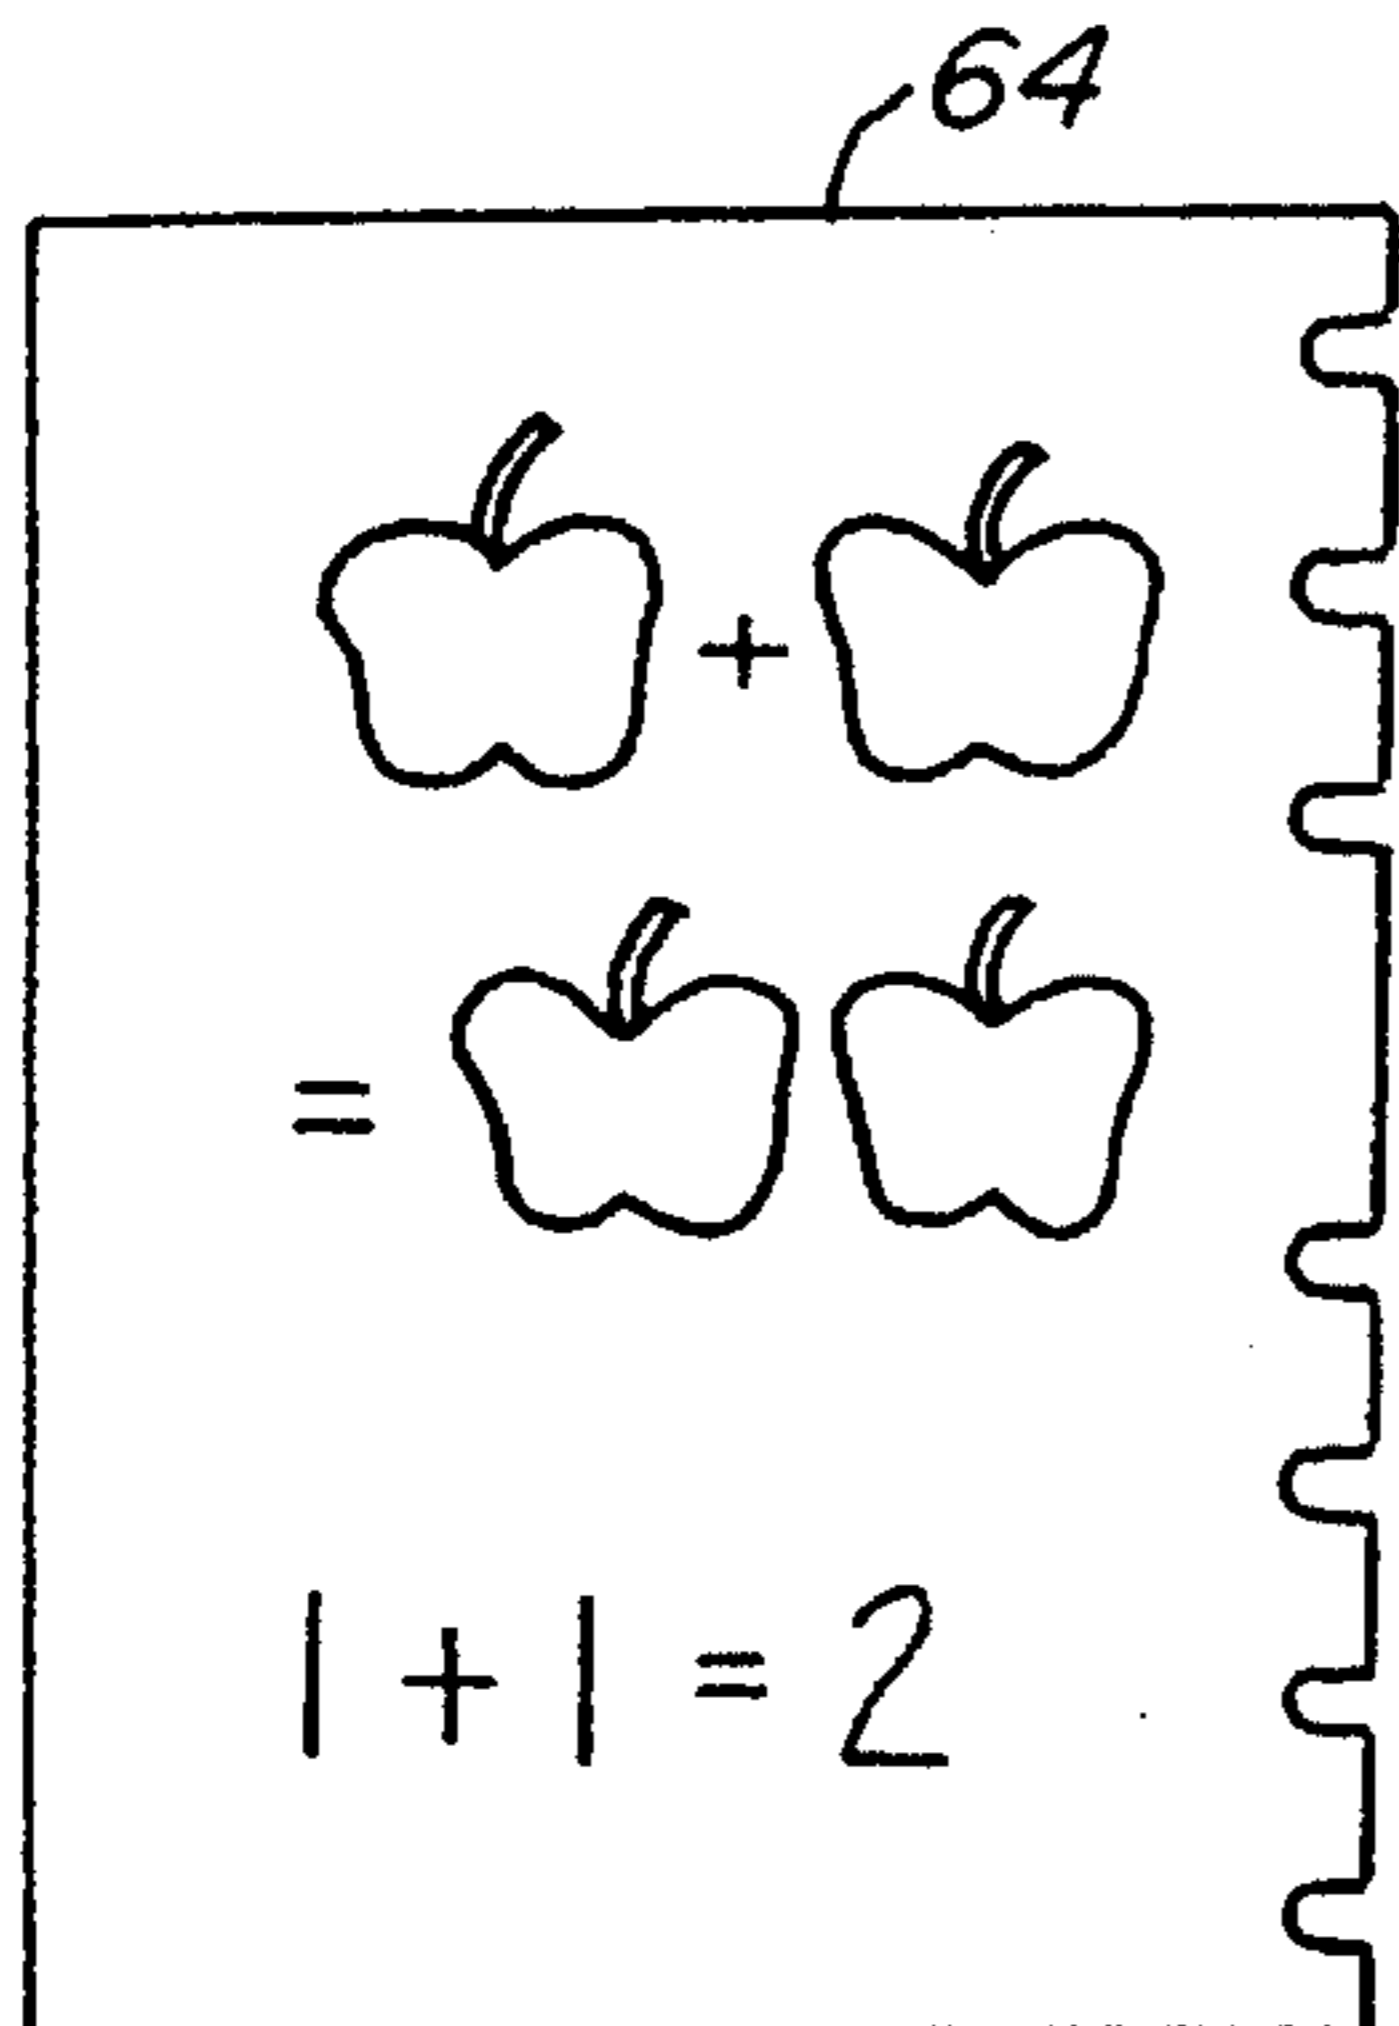 64
+
=
1 + 1 = 2